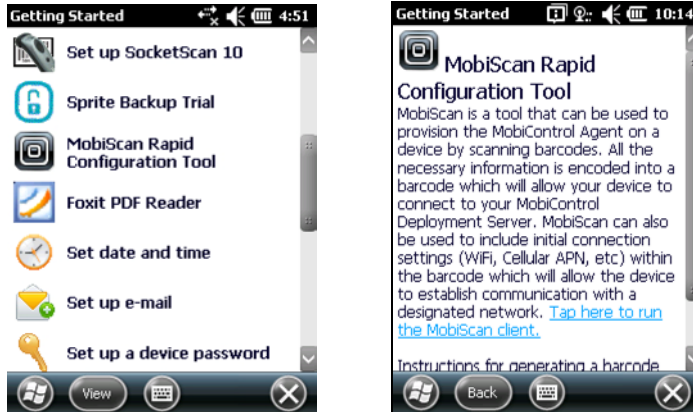 Getting Started 4:51
Set up SocketScan 10
Sprite Backup Trial
MobiScan Rapid
Configuration Tool
Foxit PDF Reader
Set date and time
Set up e-mail
Set up a device password
View
Getting Started 10:14
MobiScan Rapid
Configuration Tool
MobiScan is a tool that can be used to
provision the MobiControl Agent on a
device by scanning barcodes. All the
necessary information is encoded into a
barcode which will allow your device to
connect to your MobiControl
Deployment Server. MobiScan can also
be used to include initial connection
settings (WiFi, Cellular APN, etc) within
the barcode which will allow the device
to establish communication with a
designated network. Tap here to run
the MobiScan client.
Instructions for generating a barcode
Back